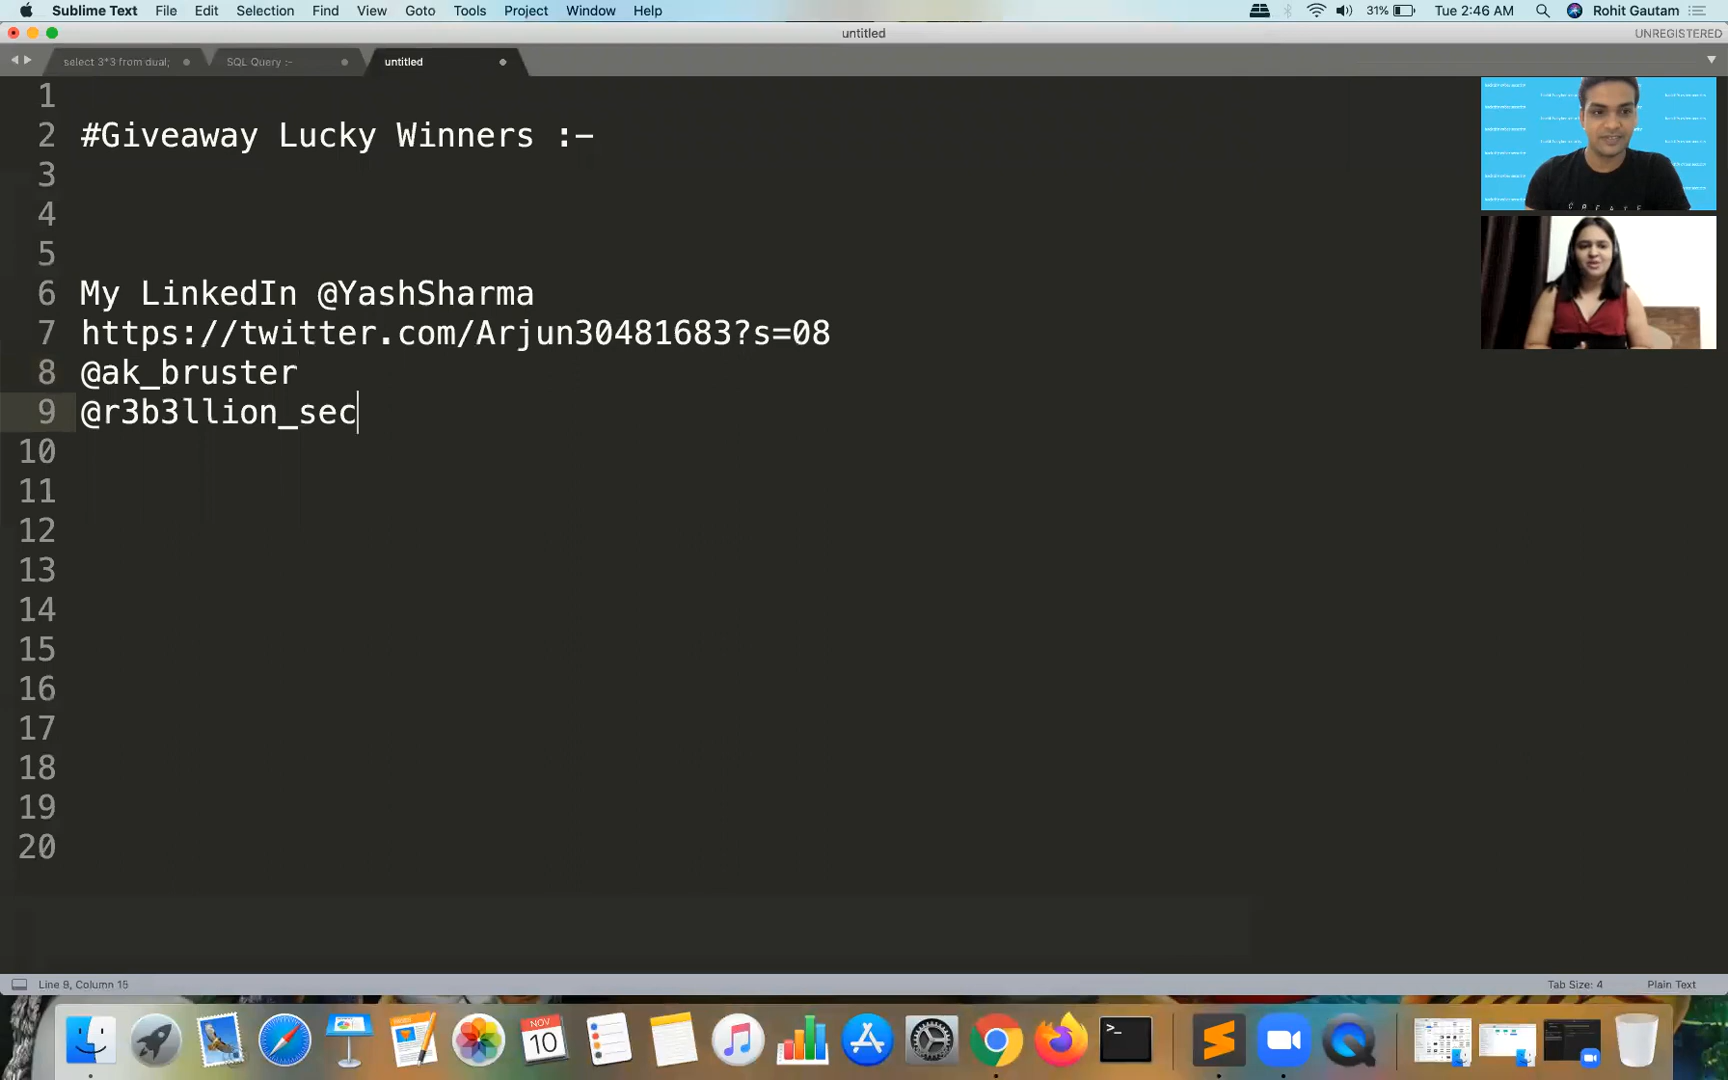 Sublime Text File Edit Selection Find View Goto Tools Project Window Help 31% Tue 2:46 AM Rohit Gautam
untitled UNREGISTERED
select 3*3 from dual; SQL Query :- untitled
1
2 #Giveaway Lucky Winners :-
3
4
5
6 My LinkedIn @YashSharma
7 https://twitter.com/Arjun30481683?s=08
8 @ak_bruster
9 @r3b3llion_sec
10
11
12
13
14
15
16
17
18
19
20
CREATE
Line 9, Column 15 Tab Size: 4 Plain Text
NOV
10
>_